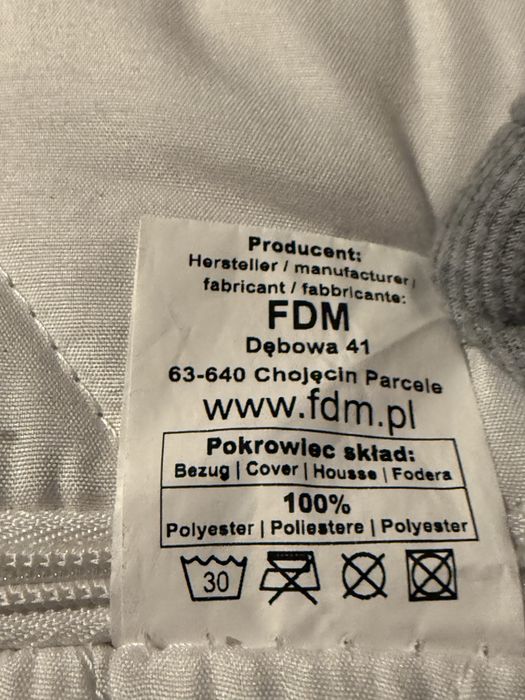 Producent:
Hersteller / manufacturer /
fabricant / fabbricante:
FDM
Dębowa 41
63-640 Chojęcin Parcele
www.fdm.pl
Pokrowiec skład:
Bezug | Cover | Housse | Fodera
100%
Polyester | Poliestere | Polyester
30